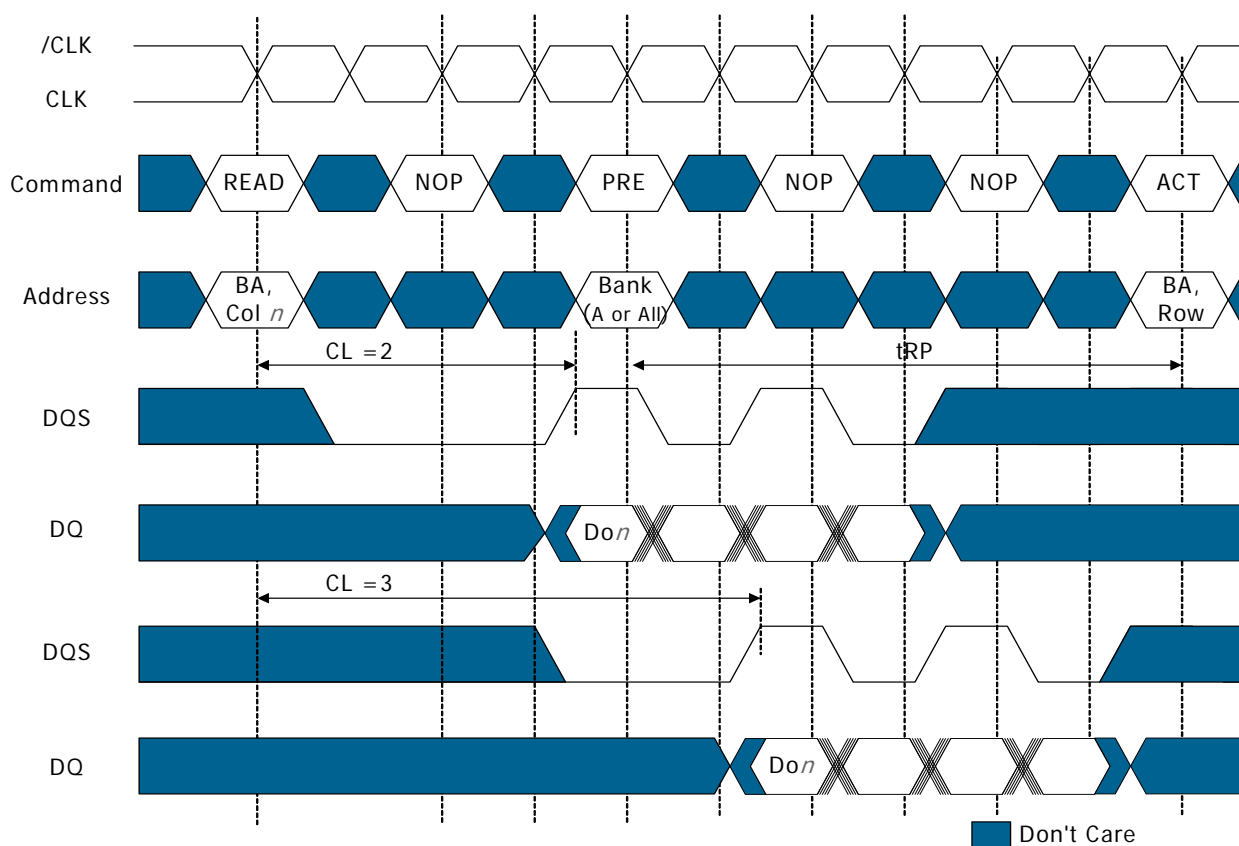 /CLK
CLK
Command
READ
NOP
PRE
NOP
NOP
ACT
Address
BA,
Col n
Bank
(A or All)
BA,
Row
CL = 2
tRP
DQS
DQ
Don
CL = 3
DQS
DQ
Don
Don't Care